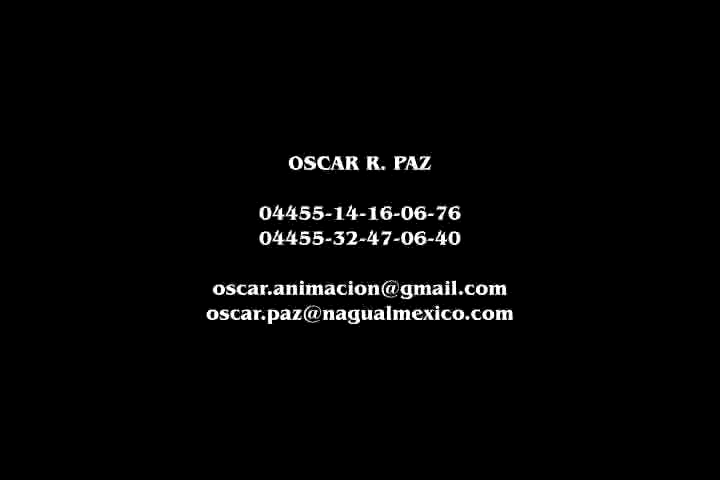 OSCAR R. PAZ
04455-14-16-06-76
04455-32-47-06-40
oscar.animacion@gmail.com
oscar.paz@nagualmexico.com